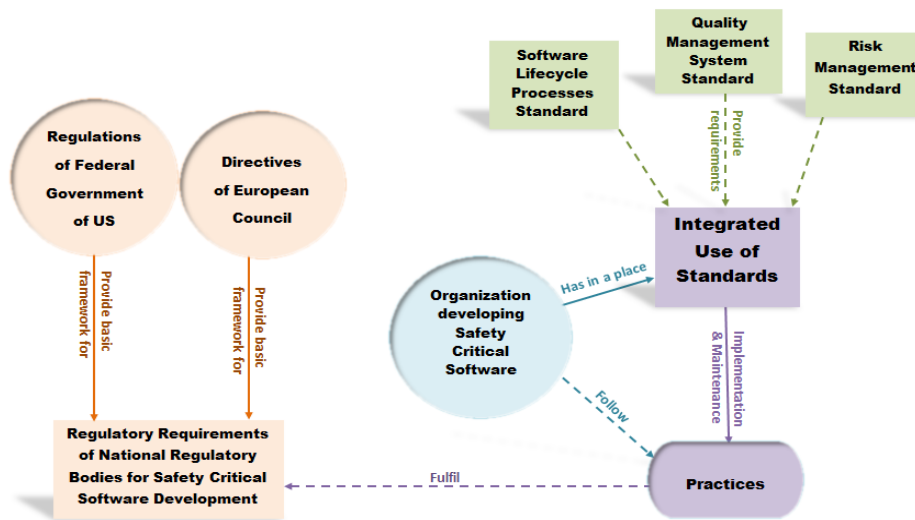 Regulations
of Federal
Government
of US
Directives
of European
Council
Provide basic
framework for
Provide basic
framework for
Regulatory Requirements
of National Regulatory
Bodies for Safety Critical
Software Development
Software
Lifecycle
Processes
Standard
Quality
Management
System
Standard
Risk
Management
Standard
Provide
requirements
Integrated
Use of
Standards
Has in a place
Organization
developing
Safety
Critical
Software
Follow
Implementation
& Maintenance
Practices
Fulfil